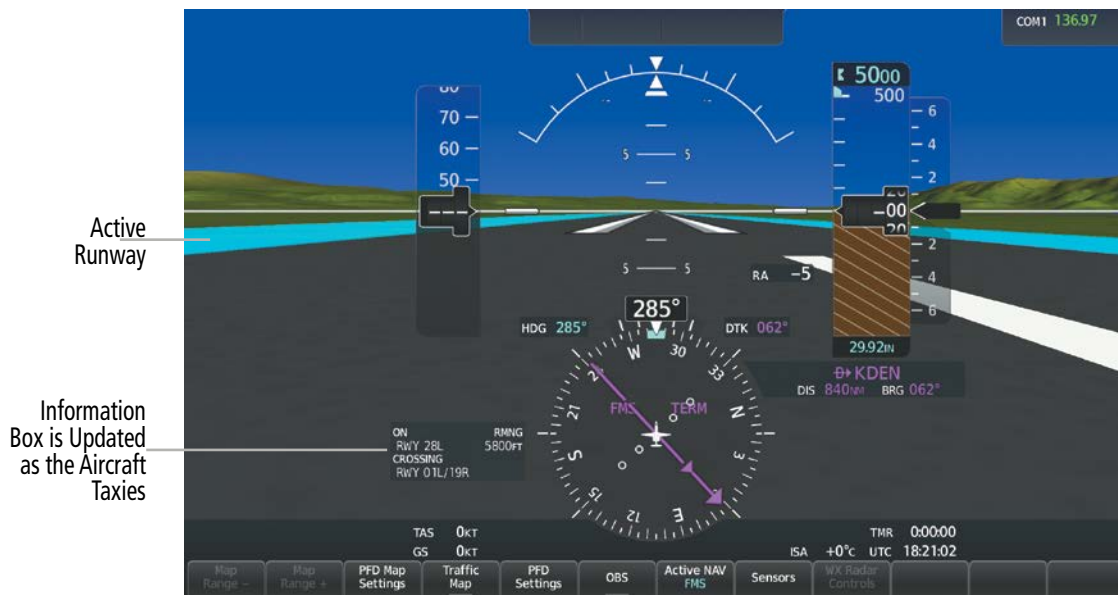 COM1 136.97
5000
500
60
70
60
50
6
4
2
2
4
6
5 5
---
-00
20
20
5 5
Active
Runway
RA -5
285°
HDG 285°
DTK 062°
29.92IN
D KDEN
DIS 840NM BRG 062°
W 30 33 N 3 E 12 15 S 21 24
FMS TERM
Information
Box is Updated
as the Aircraft
Taxies
ON RMNG
RWY 28L 5800FT
CROSSING
RWY 01L/19R
TAS 0KT
GS 0KT
TMR 0:00:00
ISA +0°C UTC 18:21:02
Map
Range -
Map
Range +
PFD Map
Settings
Traffic
Map
PFD
Settings
OBS
Active NAV
FMS
Sensors
WX Radar
Controls